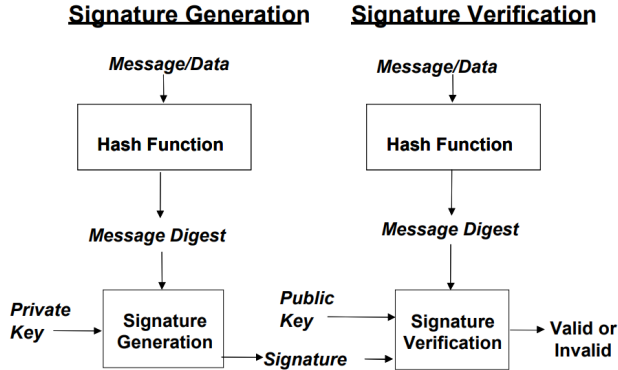 Signature Generation
Signature Verification
Message/Data
Message/Data
Hash Function
Hash Function
Message Digest
Message Digest
Private
Key
Signature
Generation
Public
Key
Signature
Signature
Verification
Valid or
Invalid